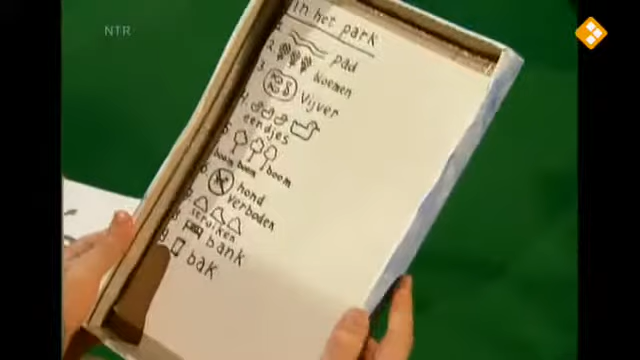 NTR
in het park
1. pad
2. bloemen
3. Vijver
4. eendjes
5. boom boom boom
6. hond verboden
7. struiken
8. bank
9. bak